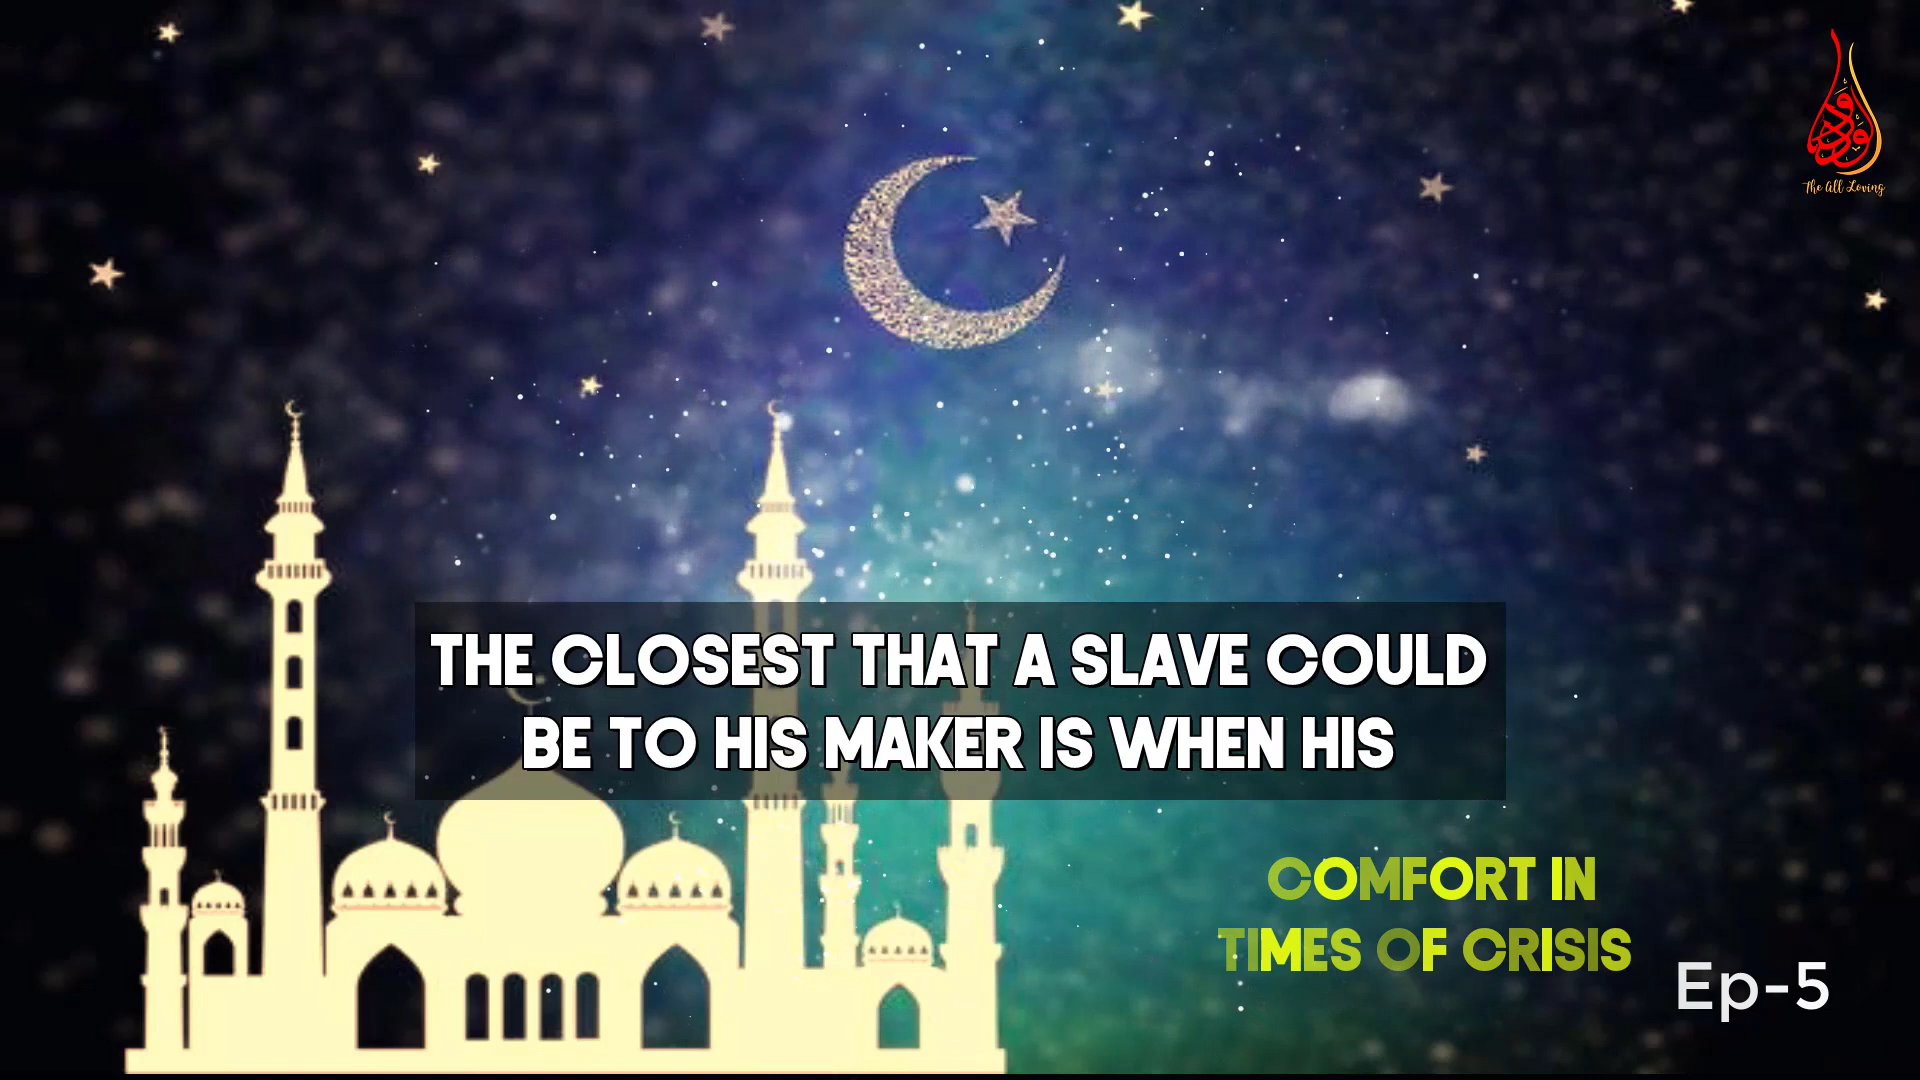 الودود
The All Loving
THE CLOSEST THAT A SLAVE COULD
BE TO HIS MAKER IS WHEN HIS
COMFORT IN
TIMES OF CRISIS
Ep-5